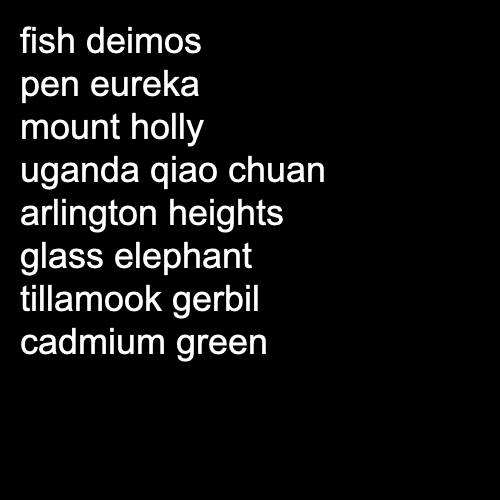 fish deimos
pen eureka
mount holly
uganda qiao chuan
arlington heights
glass elephant
tillamook gerbil
cadmium green